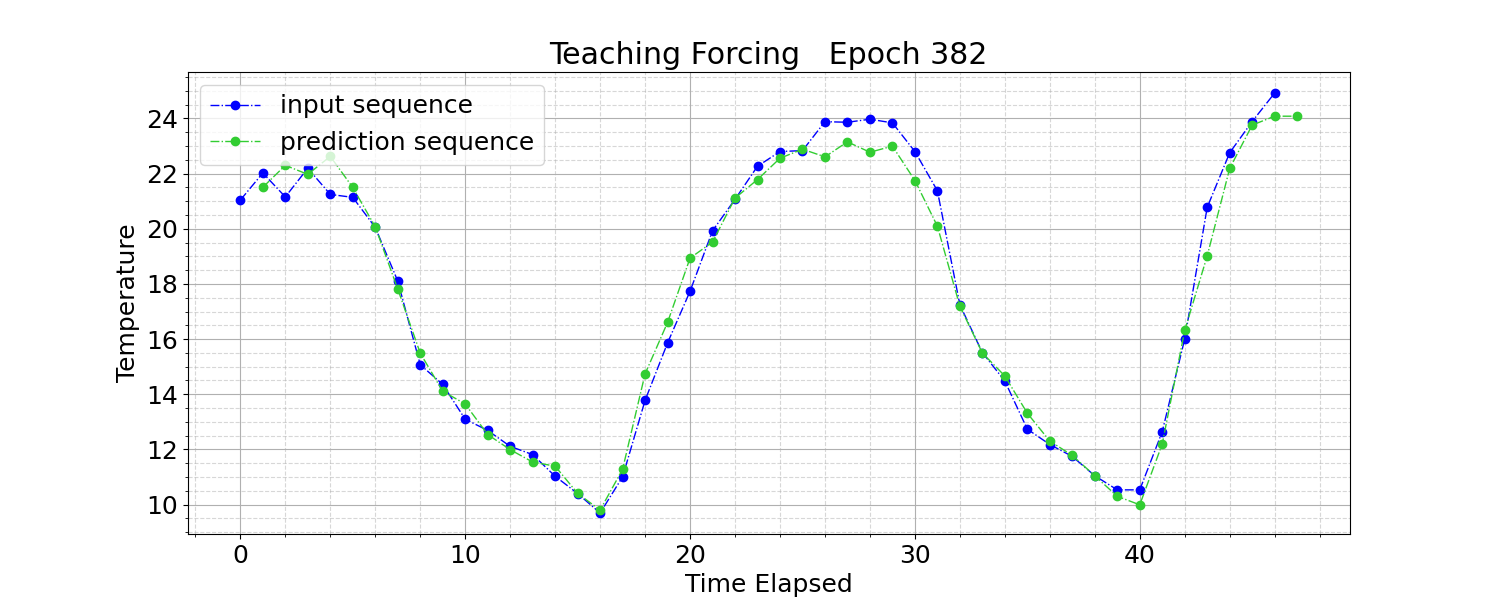 Teaching Forcing   Epoch 382
input sequence
prediction sequence
24
22
20
18
16
14
12
10
Temperature
0 10 20 30 40
Time Elapsed